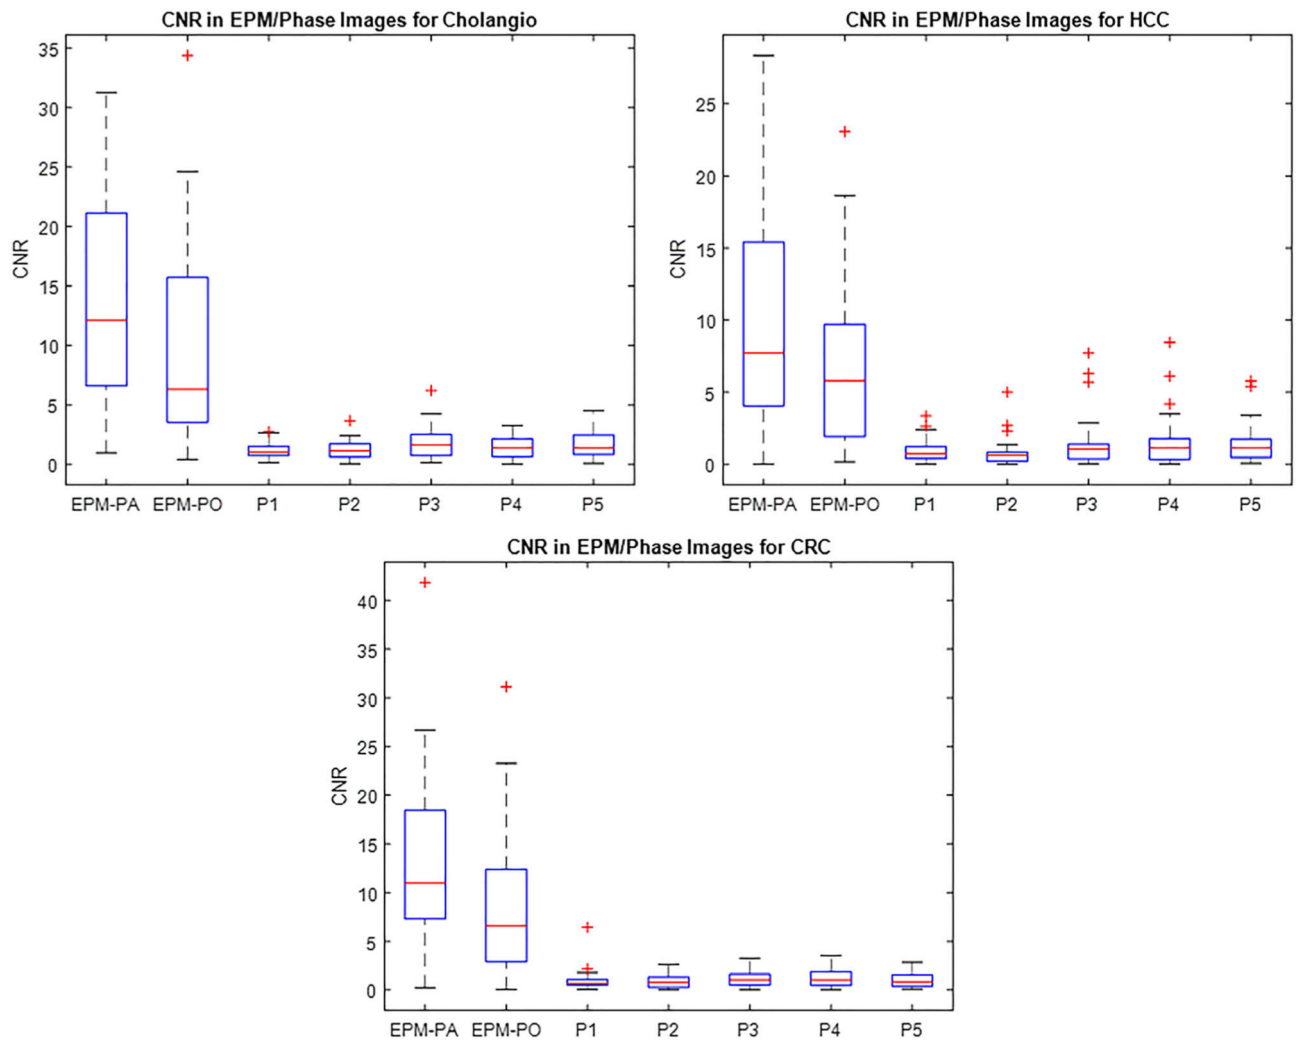 CNR in EPM/Phase Images for Cholangio
35
30
25
20
15
10
5
0
CNR
EPM-PA EPM-PO P1 P2 P3 P4 P5
CNR in EPM/Phase Images for HCC
25
20
15
10
5
0
CNR
EPM-PA EPM-PO P1 P2 P3 P4 P5
CNR in EPM/Phase Images for CRC
40
35
30
25
20
15
10
5
0
CNR
EPM-PA EPM-PO P1 P2 P3 P4 P5